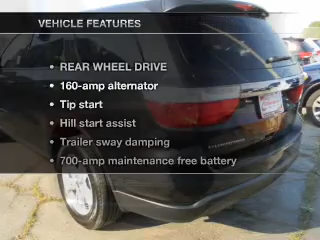 VEHICLE FEATURES
• REAR WHEEL DRIVE
• 160-amp alternator
• Tip start
• Hill start assist
• Trailer sway damping
• 700-amp maintenance free battery